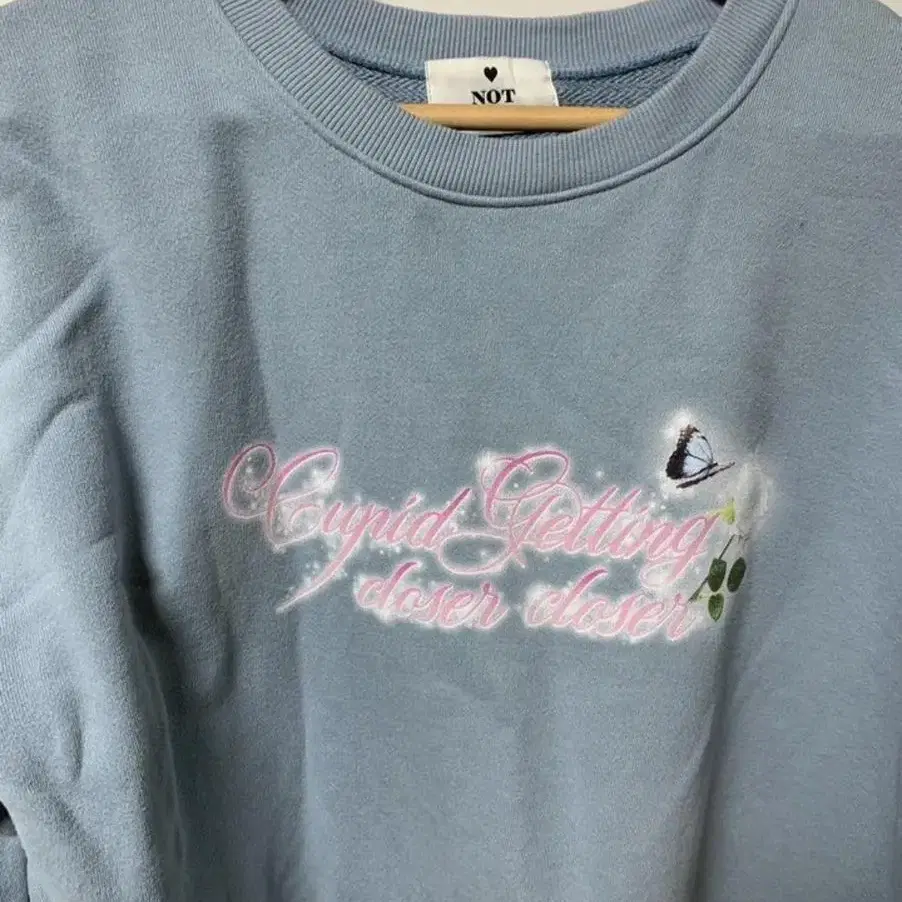 NOT
Cupid Getting
closer closer